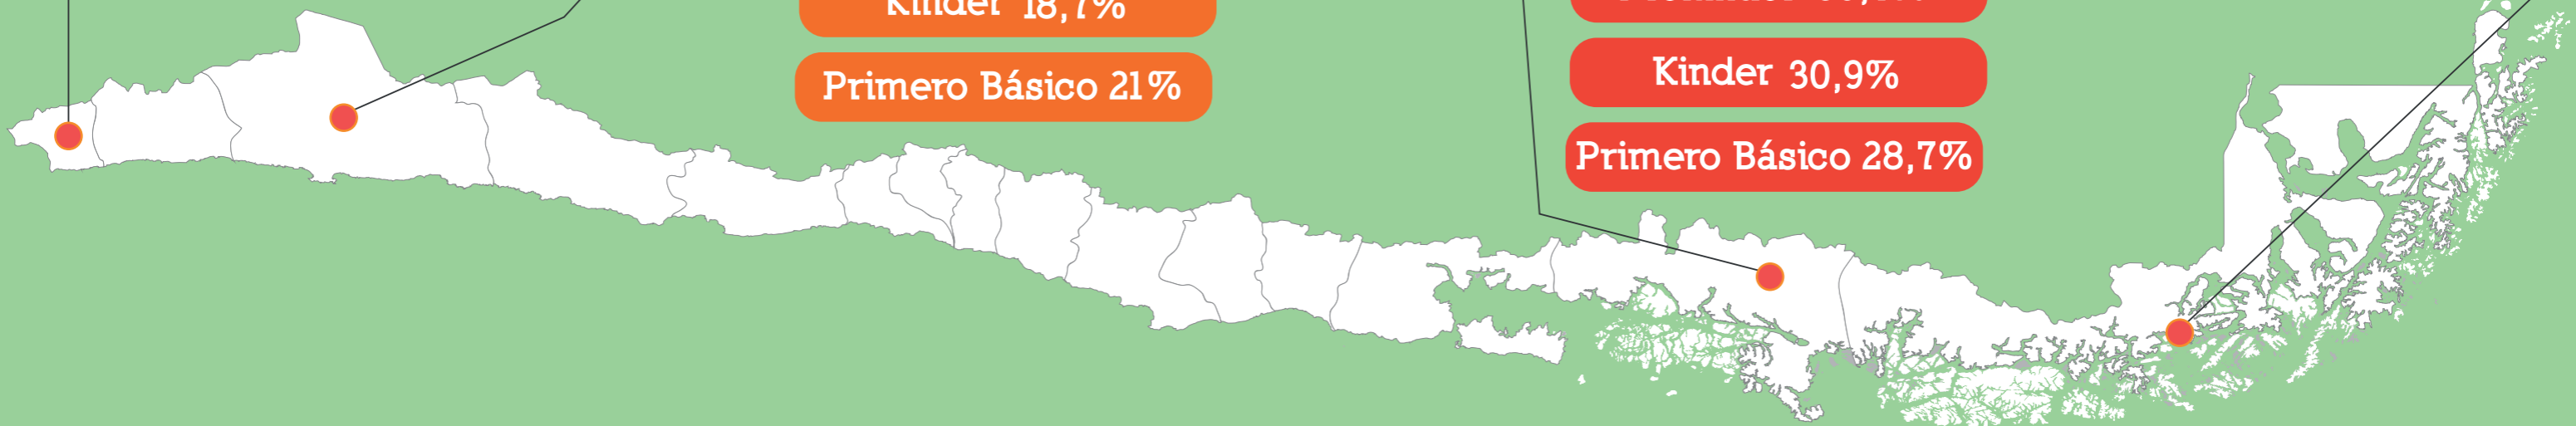 Kinder 18,7%
Primero Básico 21%
Kinder 30,9%
Primero Básico 28,7%